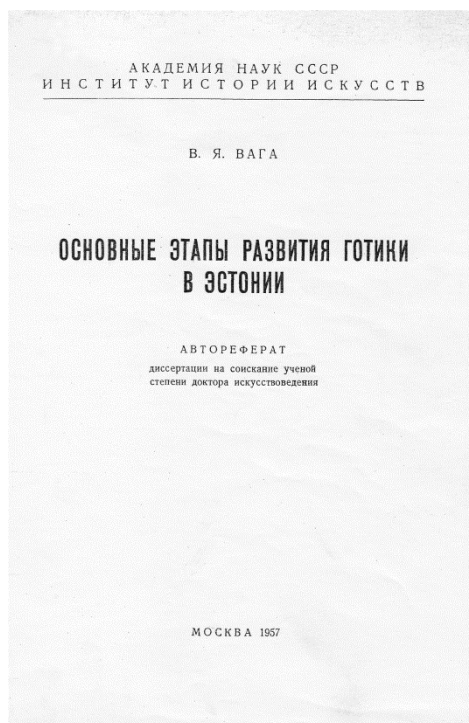 АКАДЕМИЯ НАУК СССР
ИНСТИТУТ ИСТОРИИ ИСКУССТВ
В. Я. ВАГА
ОСНОВНЫЕ ЭТАПЫ РАЗВИТИЯ ГОТИКИ
В ЭСТОНИИ
АВТОРЕФЕРАТ
диссертации на соискание ученой
степени доктора искусствоведения
МОСКВА 1957